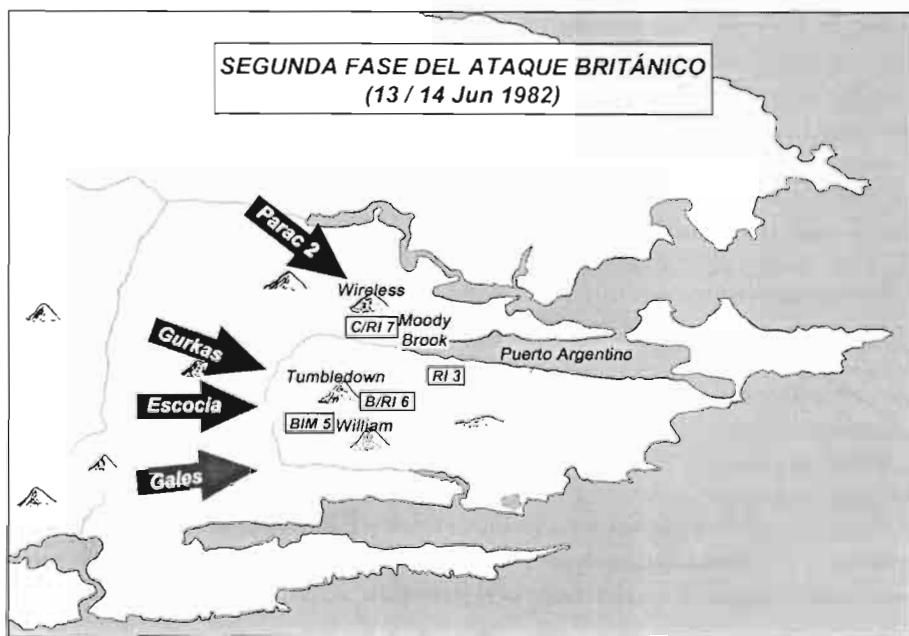 SEGUNDA FASE DEL ATAQUE BRITÁNICO
(13 / 14 Jun 1982)
Parac 2
Wireless
C/RI 7
Moody
Brook
Puerto Argentino
Gurkas
RI 3
Tumbledown
B/RI 6
Escocia
BIM 5
William
Gales